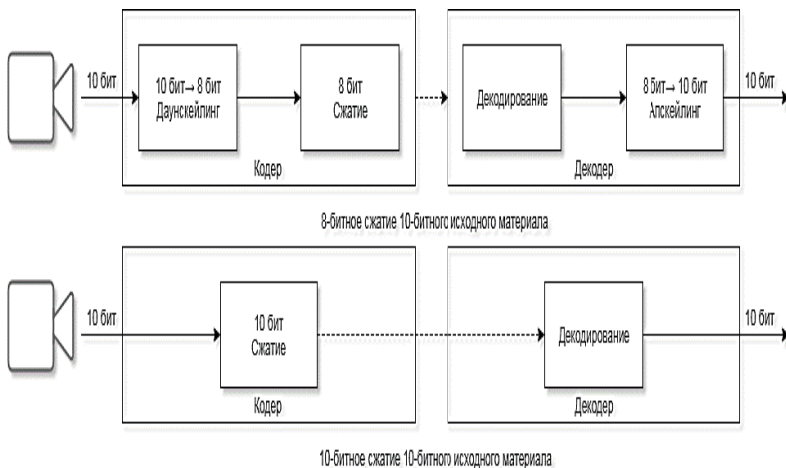 10 бит
10 бит→ 8 бит
Даунскейлинг
8 бит
Сжатие
Кодер
Декодирование
8 бит→ 10 бит
Апскейлинг
Декодер
10 бит
8-битное сжатие 10-битного исходного материала
10 бит
10 бит
Сжатие
Кодер
Декодирование
Декодер
10 бит
10-битное сжатие 10-битного исходного материала